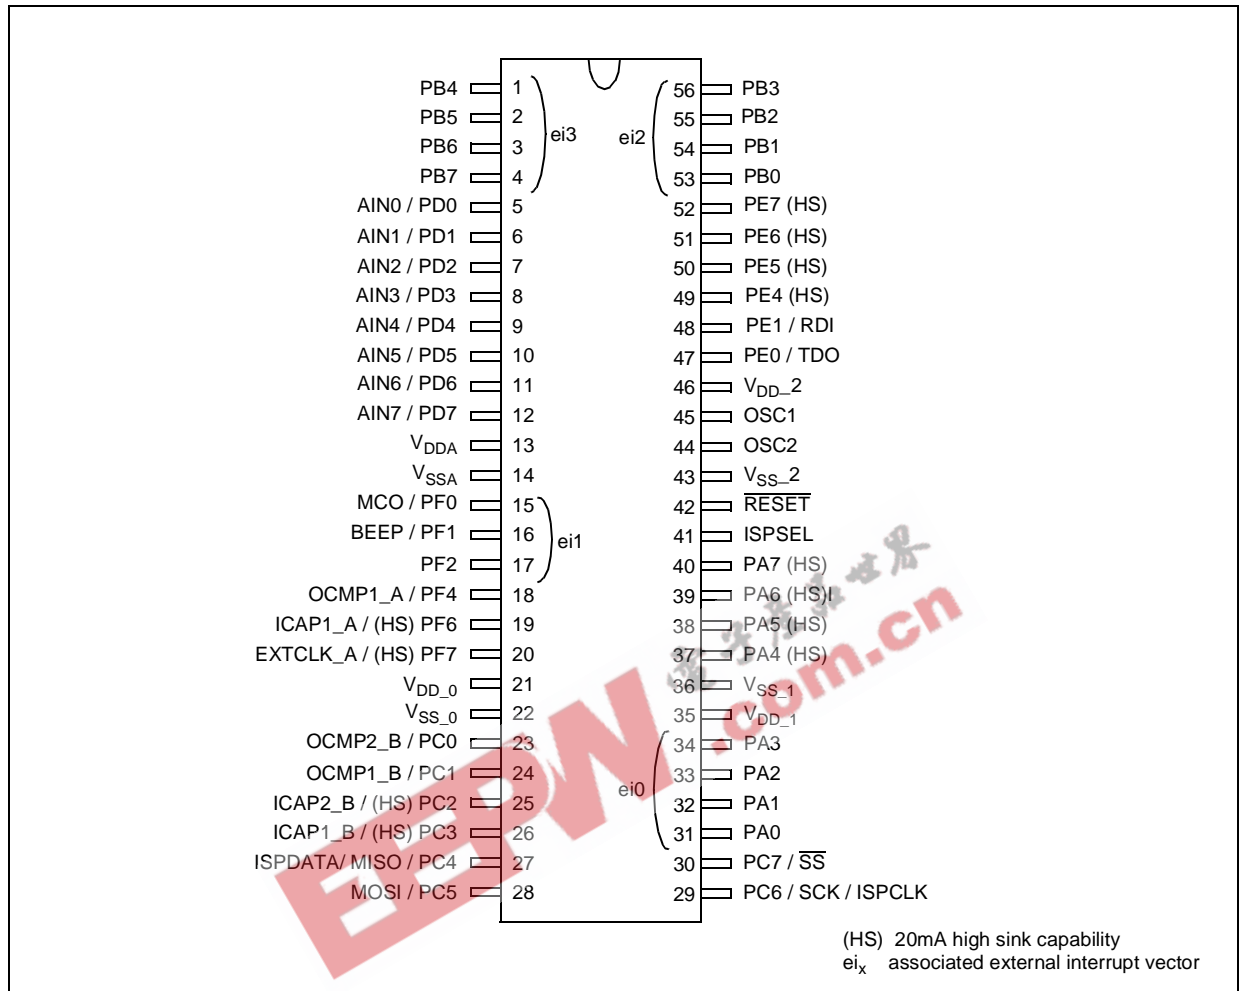 PB4 1
PB5 2
PB6 3
PB7 4
ei3
AIN0 / PD0 5
AIN1 / PD1 6
AIN2 / PD2 7
AIN3 / PD3 8
AIN4 / PD4 9
AIN5 / PD5 10
AIN6 / PD6 11
AIN7 / PD7 12
VDDA 13
VSSA 14
MCO / PF0 15
BEEP / PF1 16
PF2 17
ei1
OCMP1_A / PF4 18
ICAP1_A / (HS) PF6 19
EXTCLK_A / (HS) PF7 20
VDD_0 21
VSS_0 22
OCMP2_B / PC0 23
OCMP1_B / PC1 24
ICAP2_B / (HS) PC2 25
ICAP1_B / (HS) PC3 26
ISPDATA/ MISO / PC4 27
MOSI / PC5 28
56 PB3
55 PB2
54 PB1
53 PB0
ei2
52 PE7 (HS)
51 PE6 (HS)
50 PE5 (HS)
49 PE4 (HS)
48 PE1 / RDI
47 PE0 / TDO
46 VDD_2
45 OSC1
44 OSC2
43 VSS_2
42 RESET
41 ISPSEL
40 PA7 (HS)
39 PA6 (HS)I
38 PA5 (HS)
37 PA4 (HS)
36 VSS_1
35 VDD_1
34 PA3
33 PA2
32 PA1
31 PA0
ei0
30 PC7 / SS
29 PC6 / SCK / ISPCLK
(HS) 20mA high sink capability
eix associated external interrupt vector
EEPW
電子產品世界
.com.cn